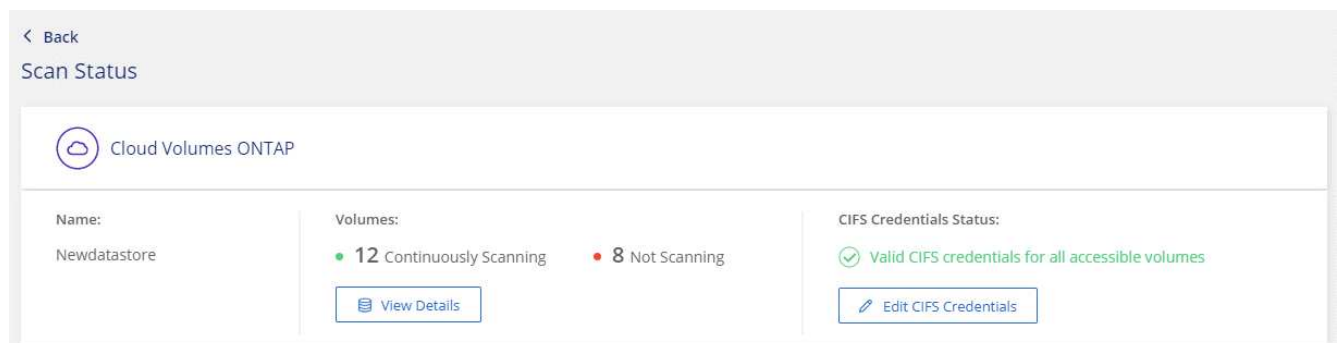 Back
Scan Status
Cloud Volumes ONTAP
Name:
Newdatastore
Volumes:
12 Continuously Scanning
8 Not Scanning
View Details
CIFS Credentials Status:
Valid CIFS credentials for all accessible volumes
Edit CIFS Credentials